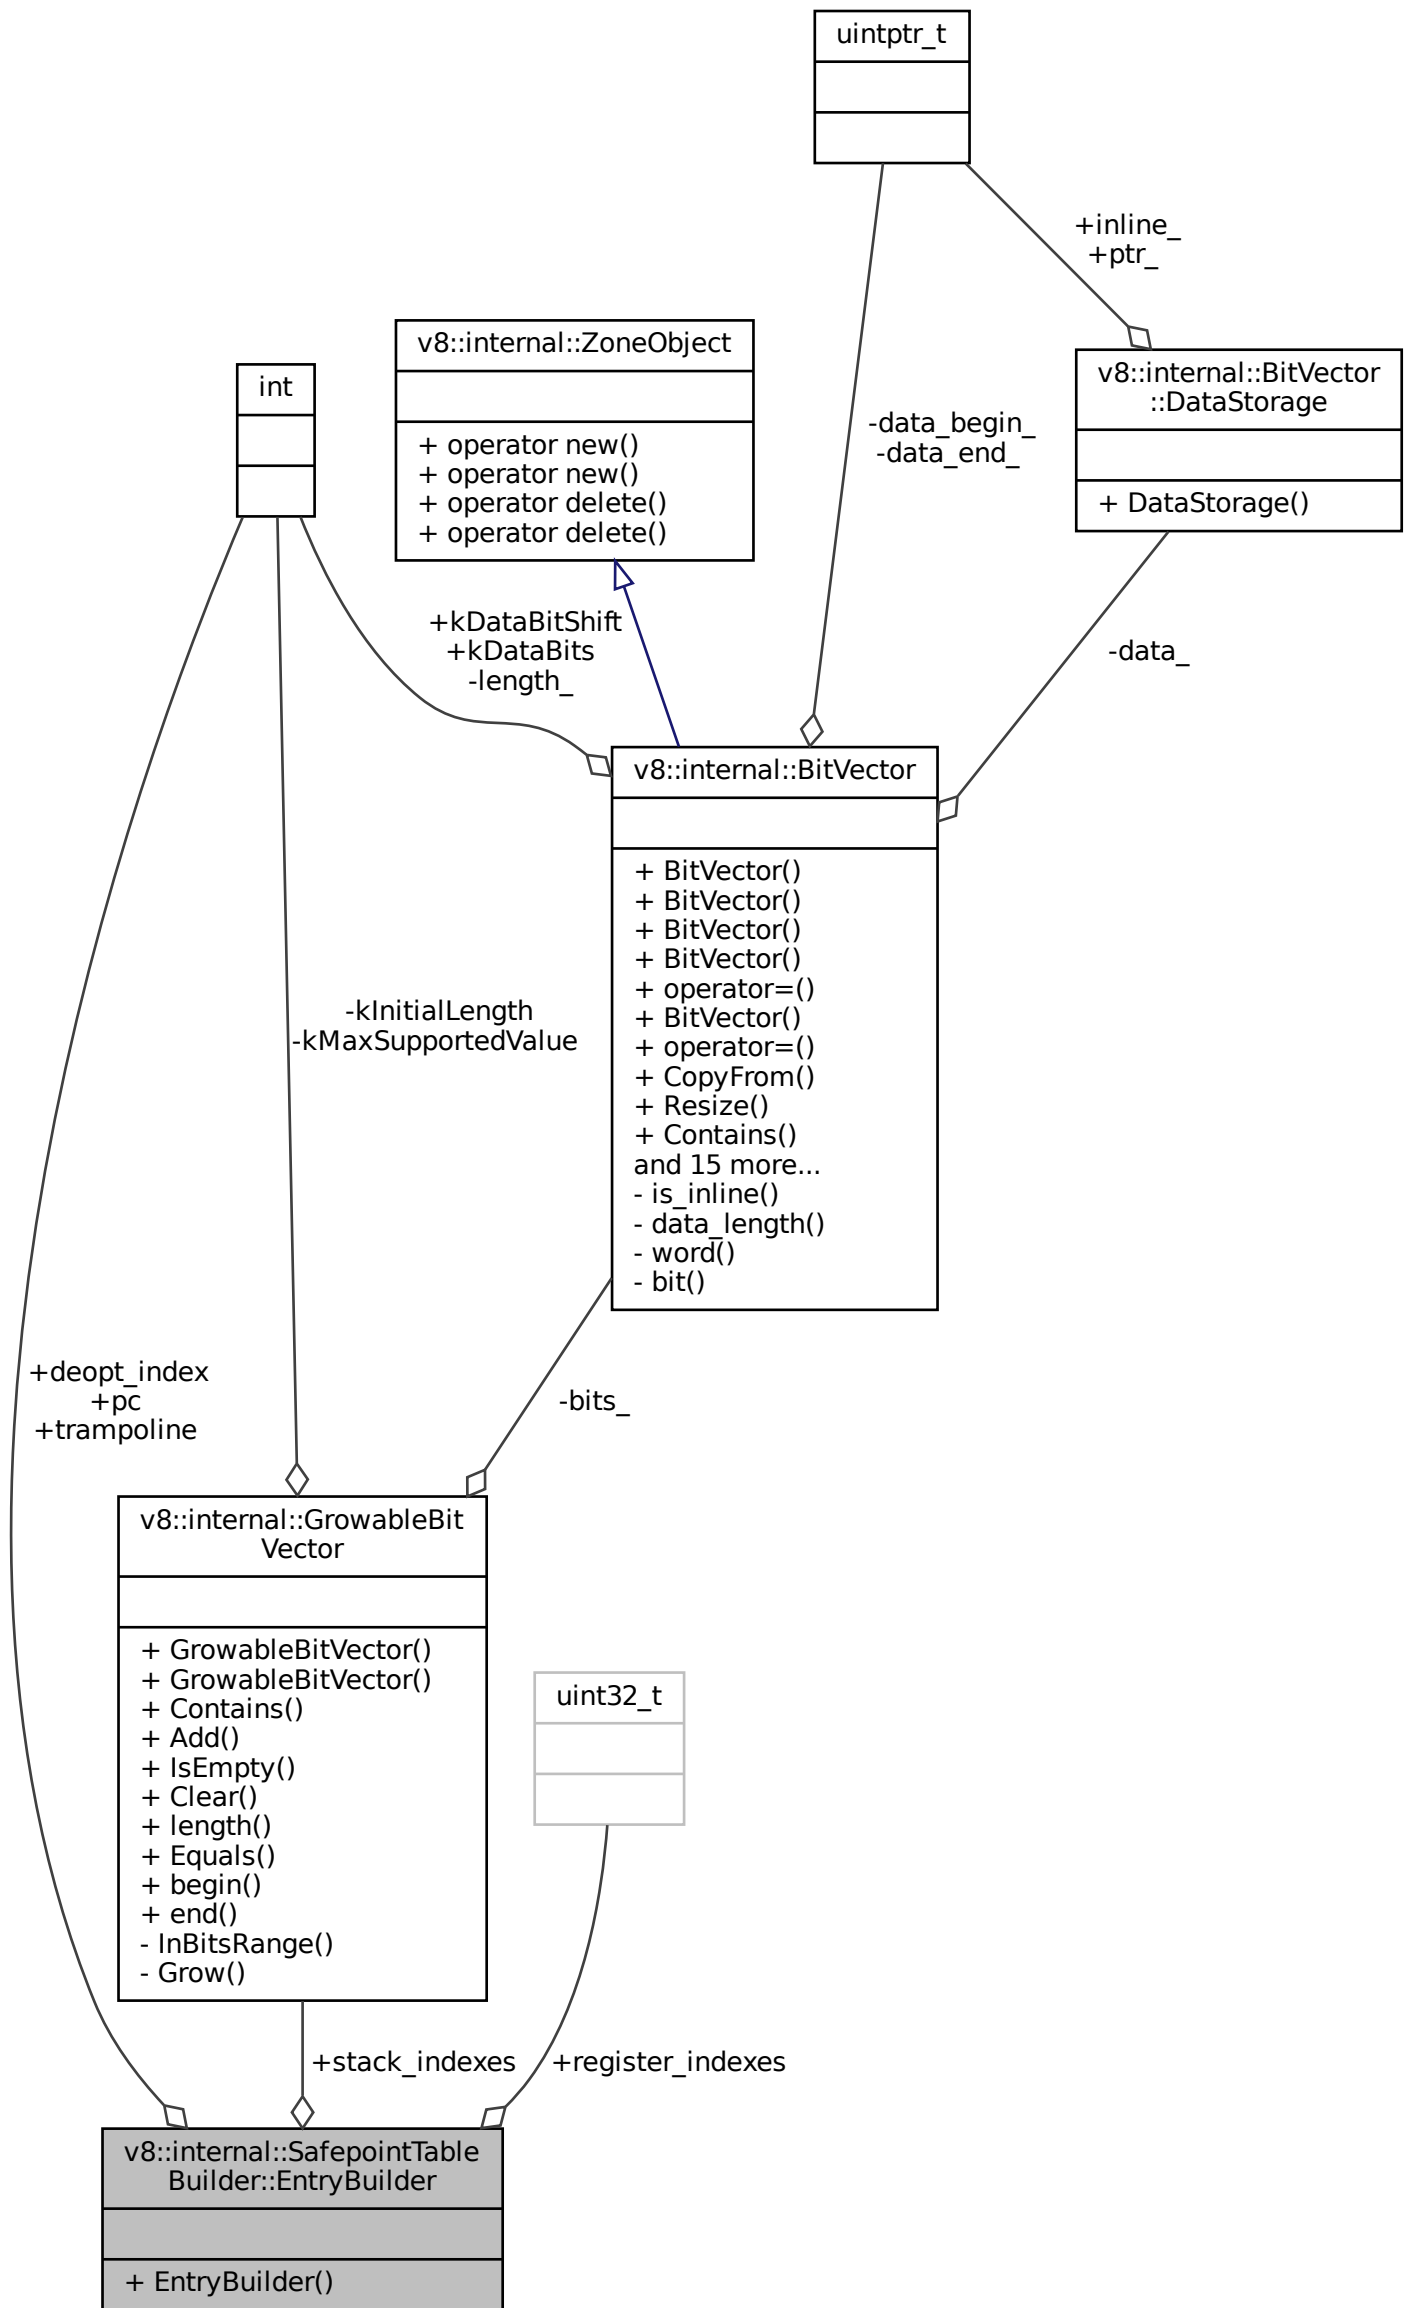 uintptr_t
+inline_
+ptr_
v8::internal::ZoneObject
+ operator new()
+ operator new()
+ operator delete()
+ operator delete()
int
v8::internal::BitVector
::DataStorage
+ DataStorage()
-data_begin_
-data_end_
+kDataBitShift
+kDataBits
-length_
-data_
v8::internal::BitVector
+ BitVector()
+ BitVector()
+ BitVector()
+ BitVector()
+ operator=()
+ BitVector()
+ operator=()
+ CopyFrom()
+ Resize()
+ Contains()
and 15 more...
- is_inline()
- data_length()
- word()
- bit()
-kInitialLength
-kMaxSupportedValue
+deopt_index
+pc
+trampoline
-bits_
v8::internal::GrowableBit
Vector
+ GrowableBitVector()
+ GrowableBitVector()
+ Contains()
+ Add()
+ IsEmpty()
+ Clear()
+ length()
+ Equals()
+ begin()
+ end()
- InBitsRange()
- Grow()
uint32_t
+stack_indexes
+register_indexes
v8::internal::SafepointTable
Builder::EntryBuilder
+ EntryBuilder()